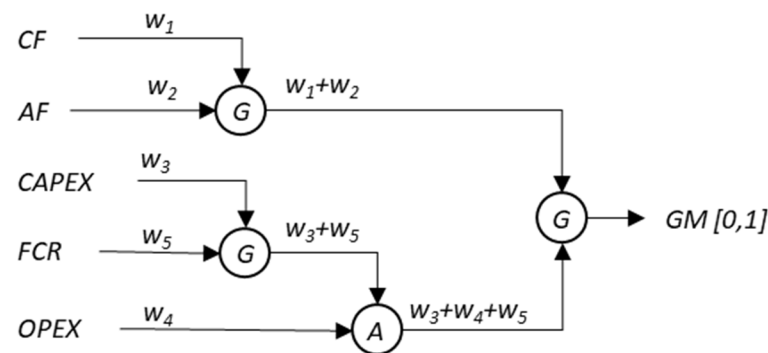 CF w1
AF w2 G w1+w2
CAPEX w3
G GM [0,1]
FCR w5 G w3+w5
OPEX w4 A w3+w4+w5